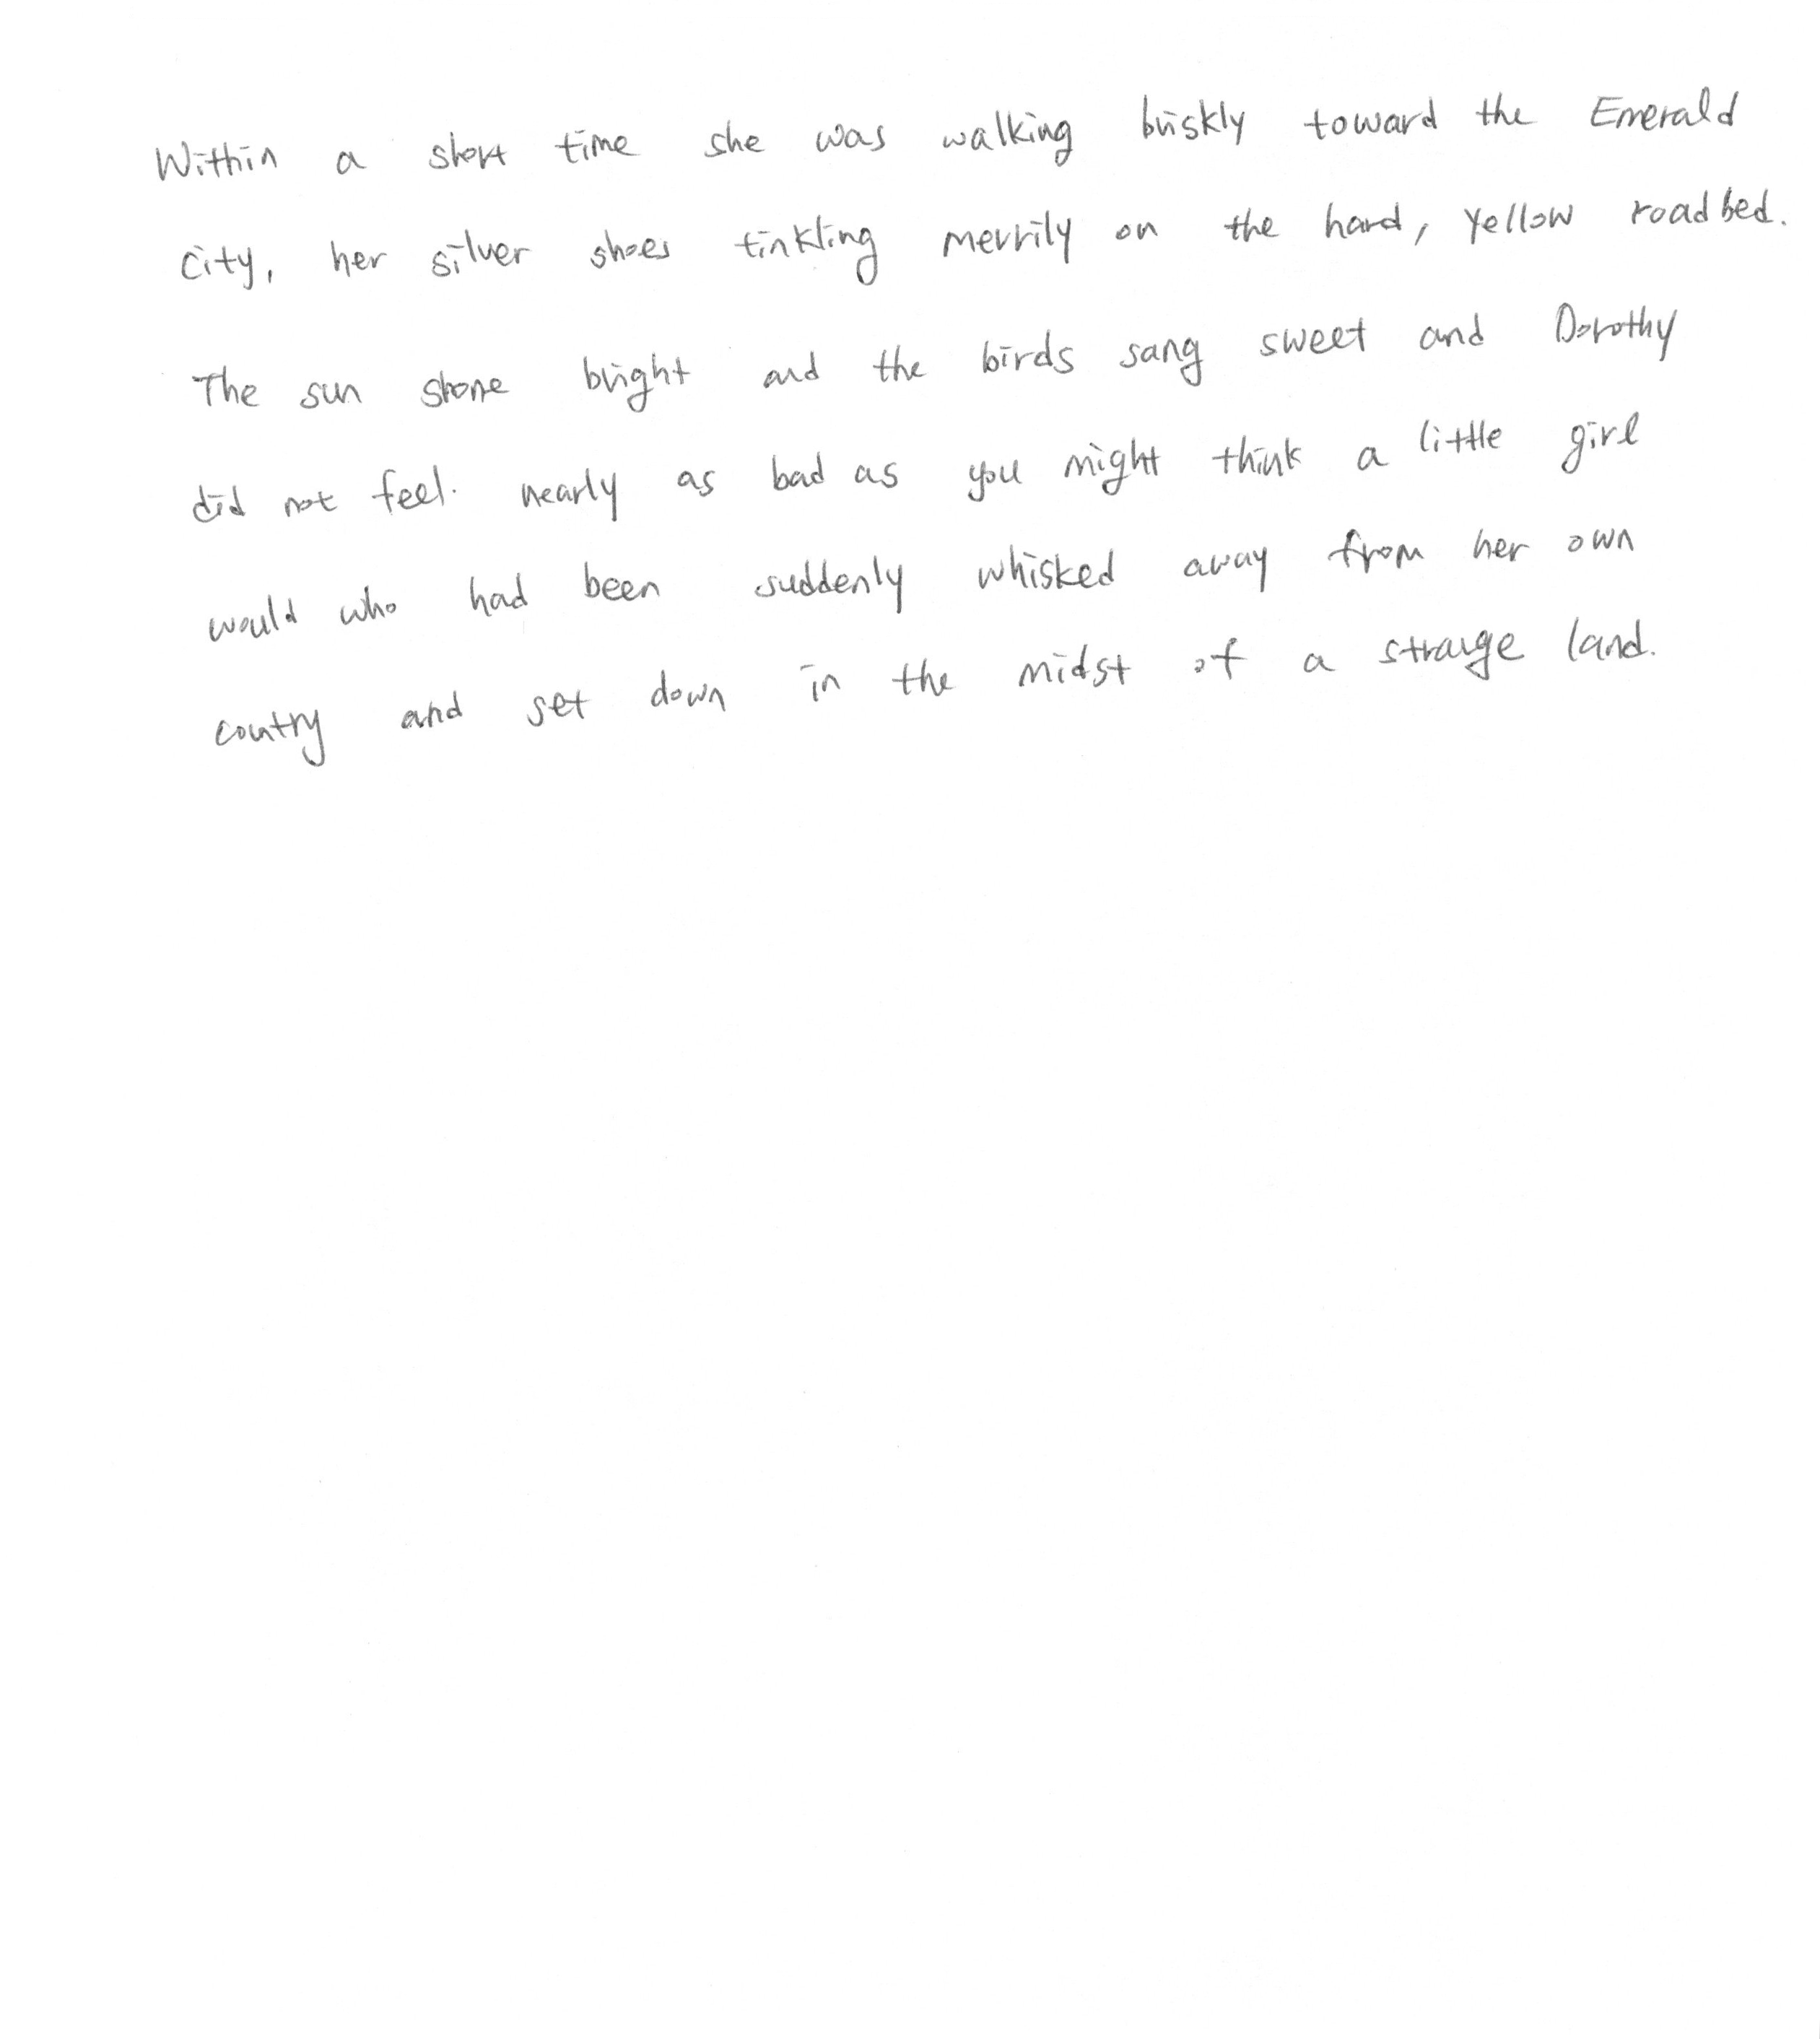 Within a short time she was walking briskly toward the Emerald
City, her silver shoes tinkling merrily on the hard, yellow roadbed.
The sun shone bright and the birds sang sweet and Dorothy
did not feel. nearly as bad as you might think a little girl
would who had been suddenly whisked away from her own
country and set down in the midst of a strange land.